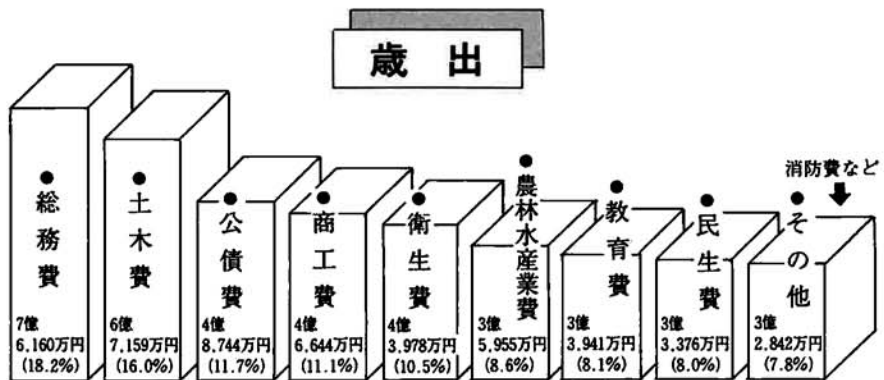 歳出
消防費など
●総務費
7億
6,160万円
(18.2%)
●土木費
6億
7,159万円
(16.0%)
●公債費
4億
8,744万円
(11.7%)
●商工費
4億
6,644万円
(11.1%)
●衛生費
4億
3,978万円
(10.5%)
●農林水産業費
3億
5,955万円
(8.6%)
●教育費
3億
3,941万円
(8.1%)
●民生費
3億
3,376万円
(8.0%)
●その他
3億
2,842万円
(7.8%)